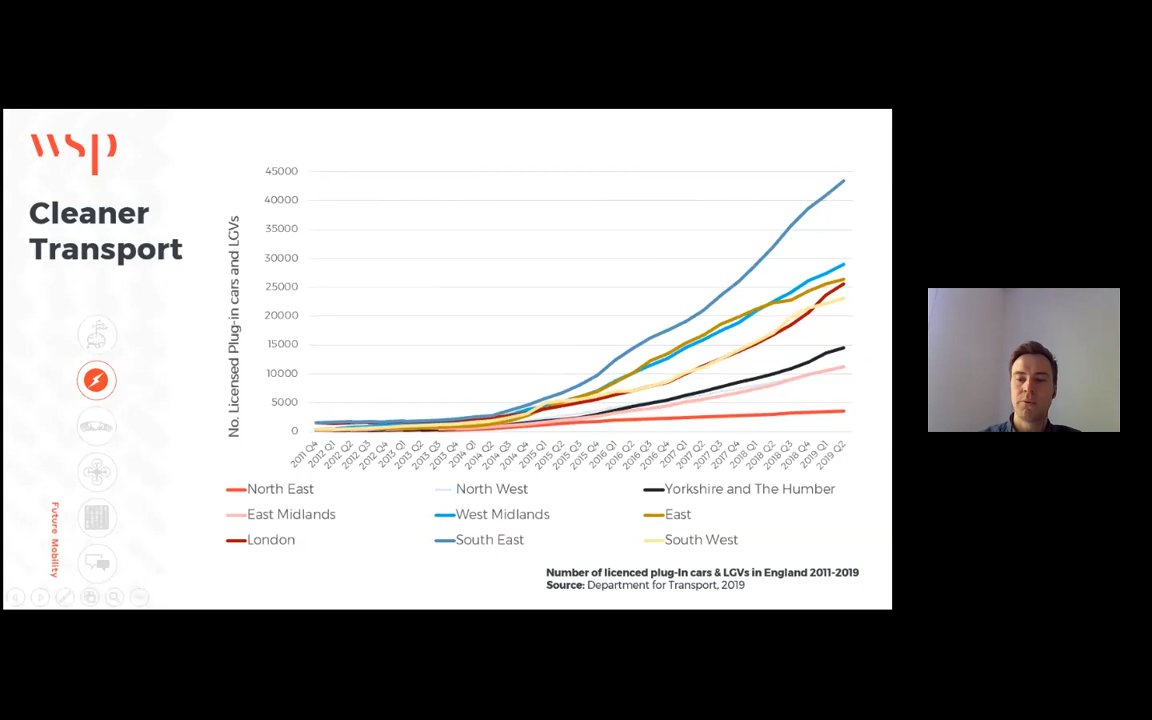 wsp
Cleaner
Transport
Future Mobility
No. Licensed Plug-in cars and LGVs
45000
40000
35000
30000
25000
20000
15000
10000
5000
0
2011 Q4
2012 Q1
2012 Q2
2012 Q3
2012 Q4
2013 Q1
2013 Q2
2013 Q3
2013 Q4
2014 Q1
2014 Q2
2014 Q3
2014 Q4
2015 Q1
2015 Q2
2015 Q3
2015 Q4
2016 Q1
2016 Q2
2016 Q3
2016 Q4
2017 Q1
2017 Q2
2017 Q3
2017 Q4
2018 Q1
2018 Q2
2018 Q3
2018 Q4
2019 Q1
2019 Q2
North East North West Yorkshire and The Humber
East Midlands West Midlands East
London South East South West
Number of licenced plug-In cars & LGVs in England 2011-2019
Source: Department for Transport, 2019